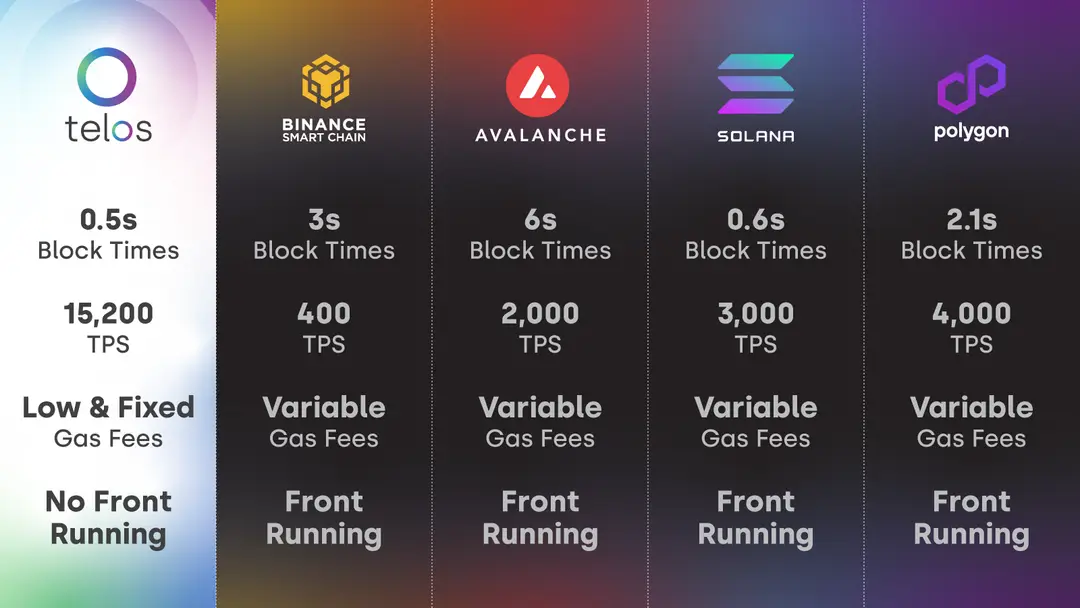 telos
0.5s
Block Times
15,200
TPS
Low & Fixed
Gas Fees
No Front
Running
BINANCE
SMART CHAIN
3s
Block Times
400
TPS
Variable
Gas Fees
Front
Running
AVALANCHE
6s
Block Times
2,000
TPS
Variable
Gas Fees
Front
Running
SOLANA
0.6s
Block Times
3,000
TPS
Variable
Gas Fees
Front
Running
polygon
2.1s
Block Times
4,000
TPS
Variable
Gas Fees
Front
Running